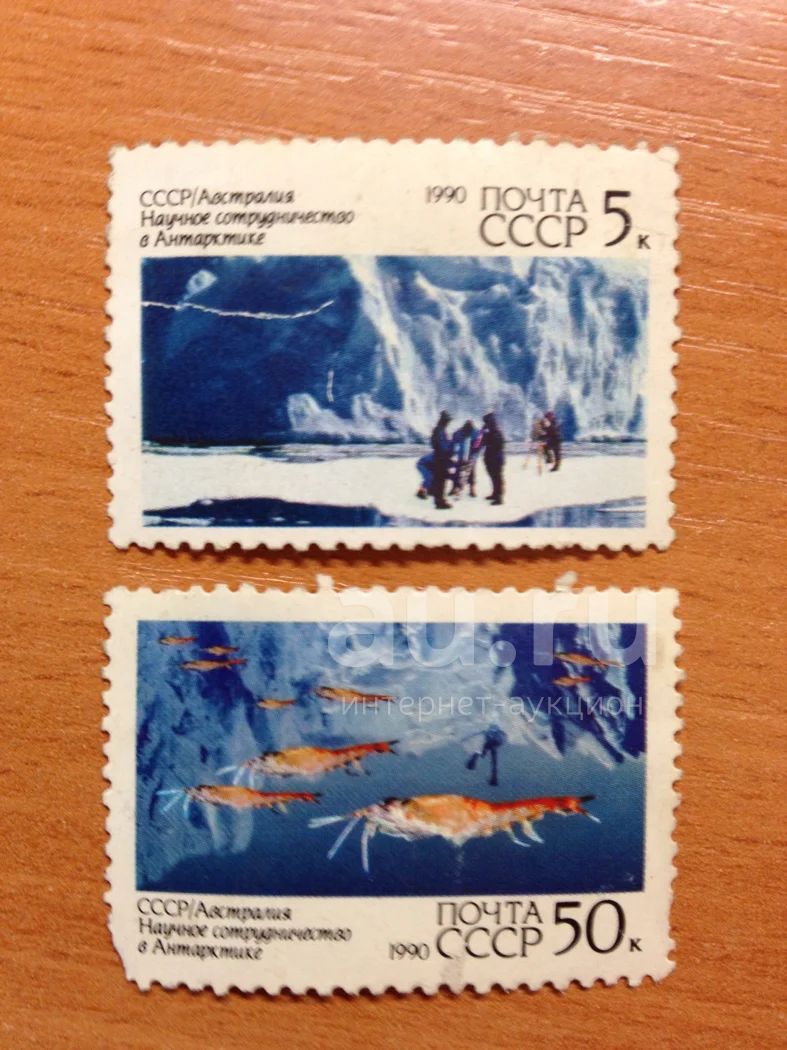 СССР/Австралия
Научное сотрудничество
в Антарктике
1990 ПОЧТА
СССР 5к
au.ru
интернет-аукцион
СССР/Австралия
Научное сотрудничество
в Антарктике
ПОЧТА
1990 СССР 50к